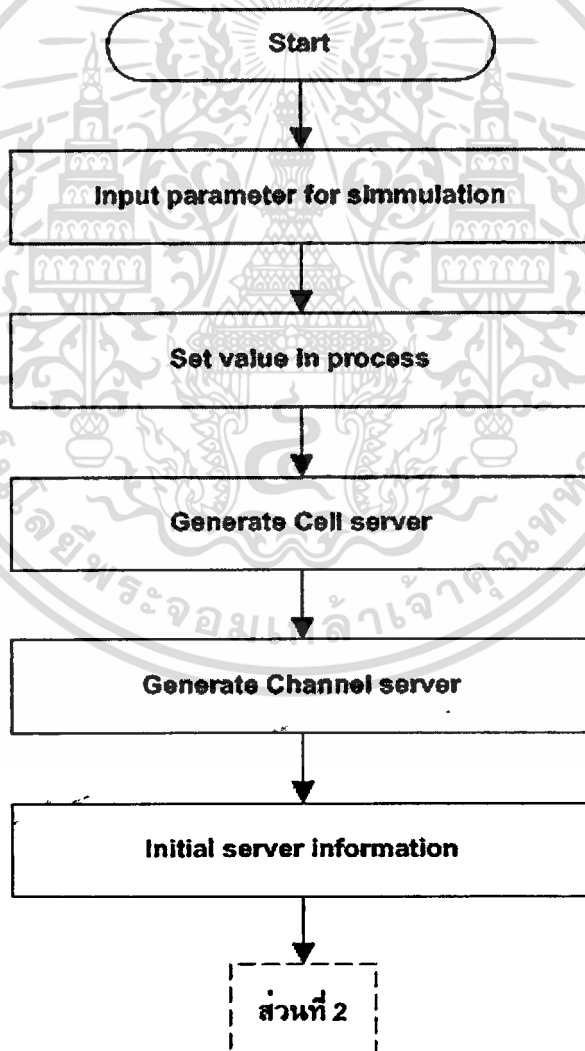 Start
Input parameter for simmulation
Set value in process
Generate Cell server
Generate Channel server
Initial server information
ส่วนที่ 2